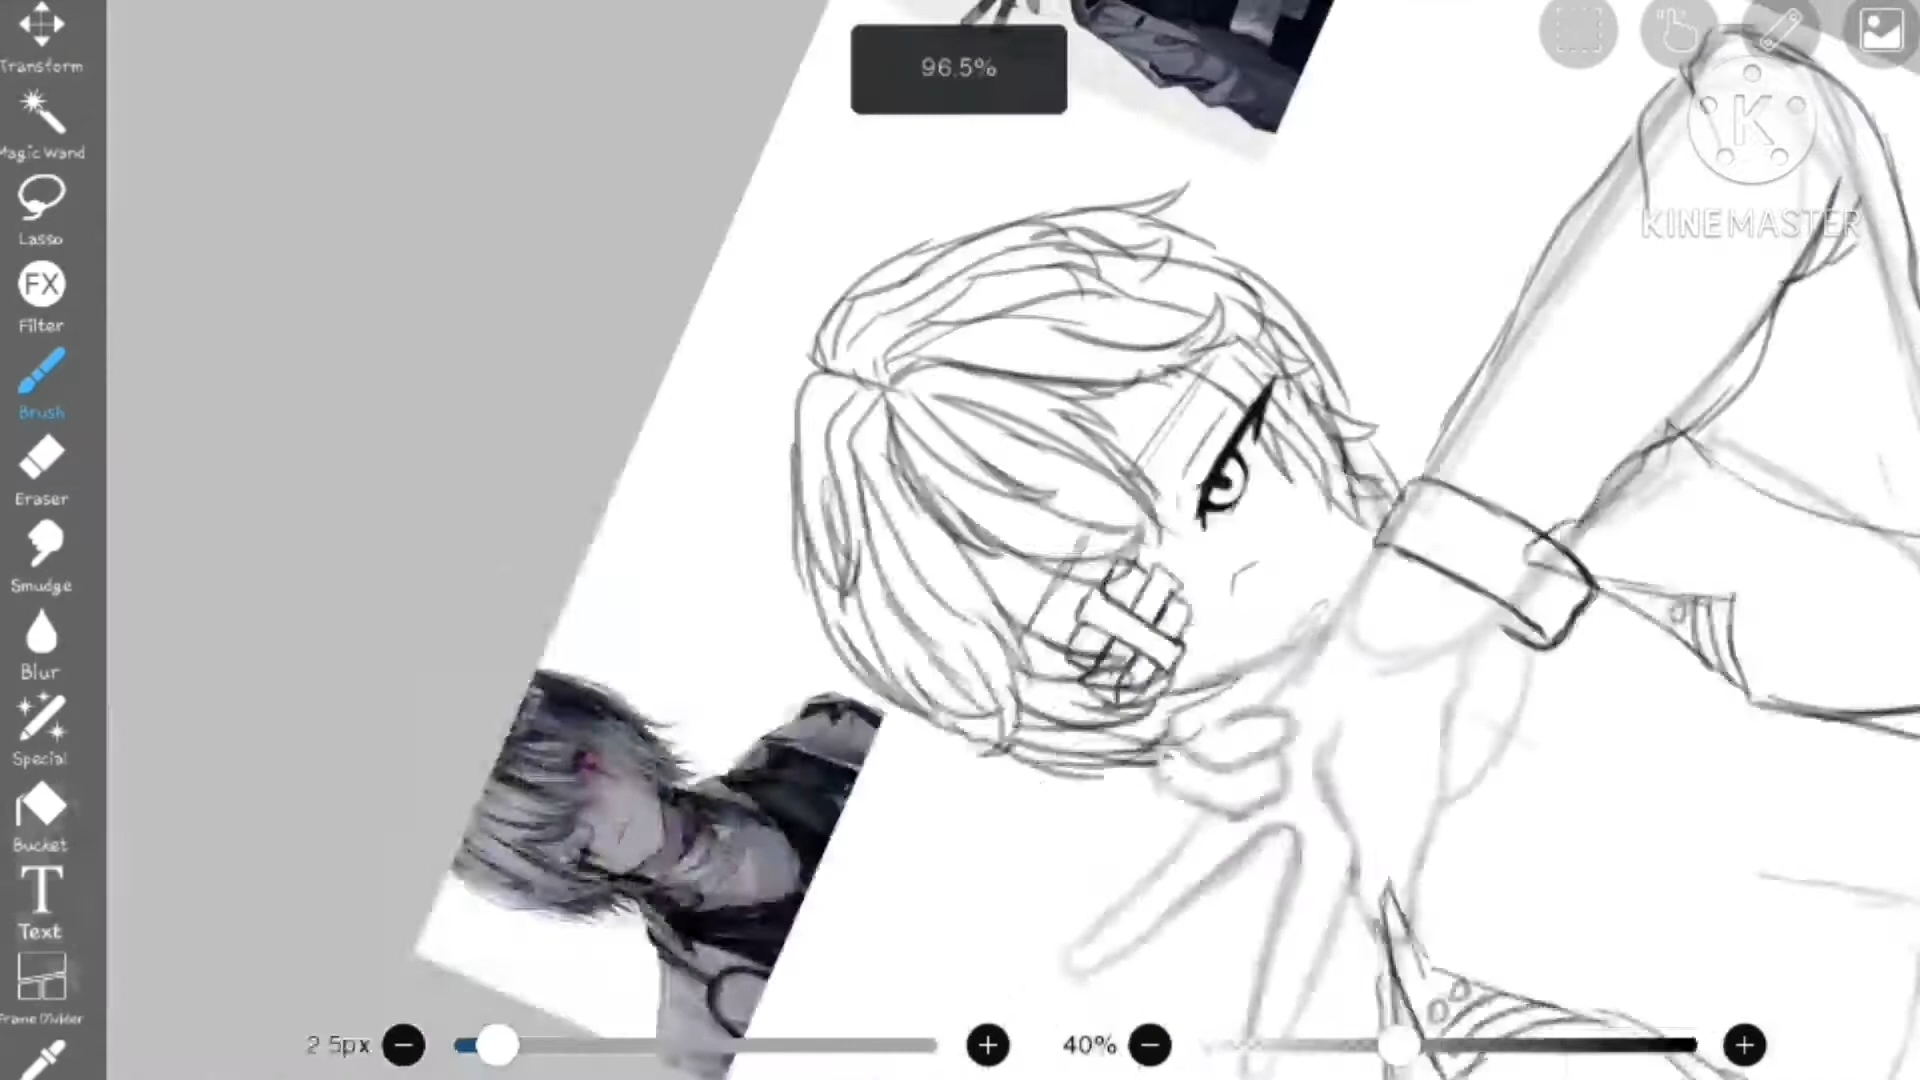 Transform
Magic Wand
Lasso
FX
Filter
Brush
Eraser
Smudge
Blur
Special
Bucket
T
Text
Frame Divider
96.5%
K
KINEMASTER
2.5px
40%